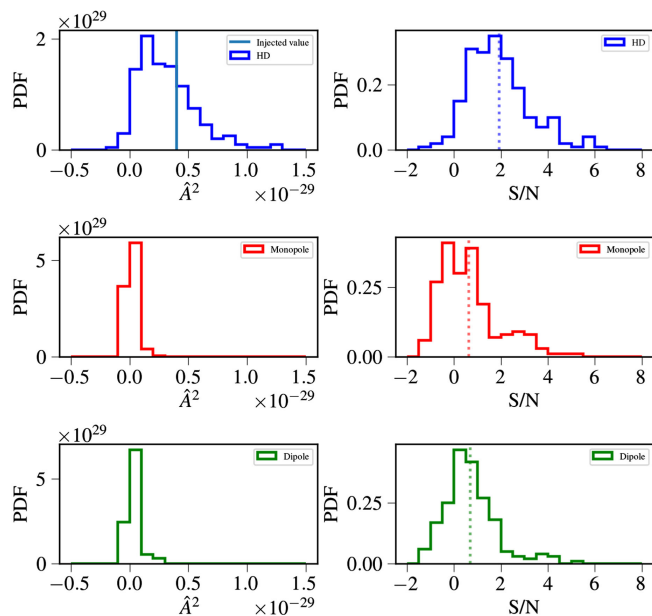 ×10^29
2
PDF
0
−0.5 0.0 0.5 1.0 1.5
Â^2 ×10^−29
Injected value
HD
PDF
0.2
0.0
−2 0 2 4 6 8
S/N
HD
×10^29
5
PDF
0
−0.5 0.0 0.5 1.0 1.5
Â^2 ×10^−29
Monopole
PDF
0.25
0.00
−2 0 2 4 6 8
S/N
Monopole
×10^29
5
PDF
0
−0.5 0.0 0.5 1.0 1.5
Â^2 ×10^−29
Dipole
PDF
0.25
0.00
−2 0 2 4 6 8
S/N
Dipole